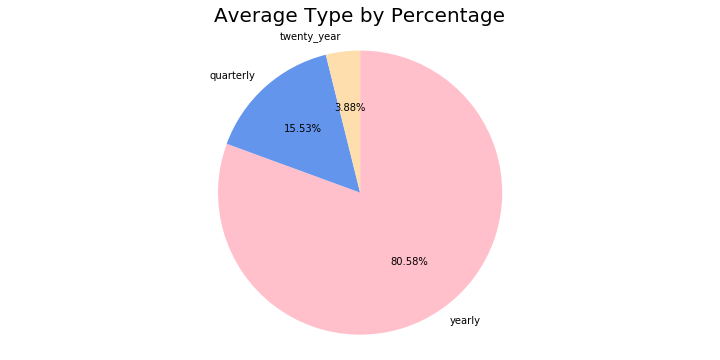 Average Type by Percentage
twenty_year
quarterly
3.88%
15.53%
80.58%
yearly